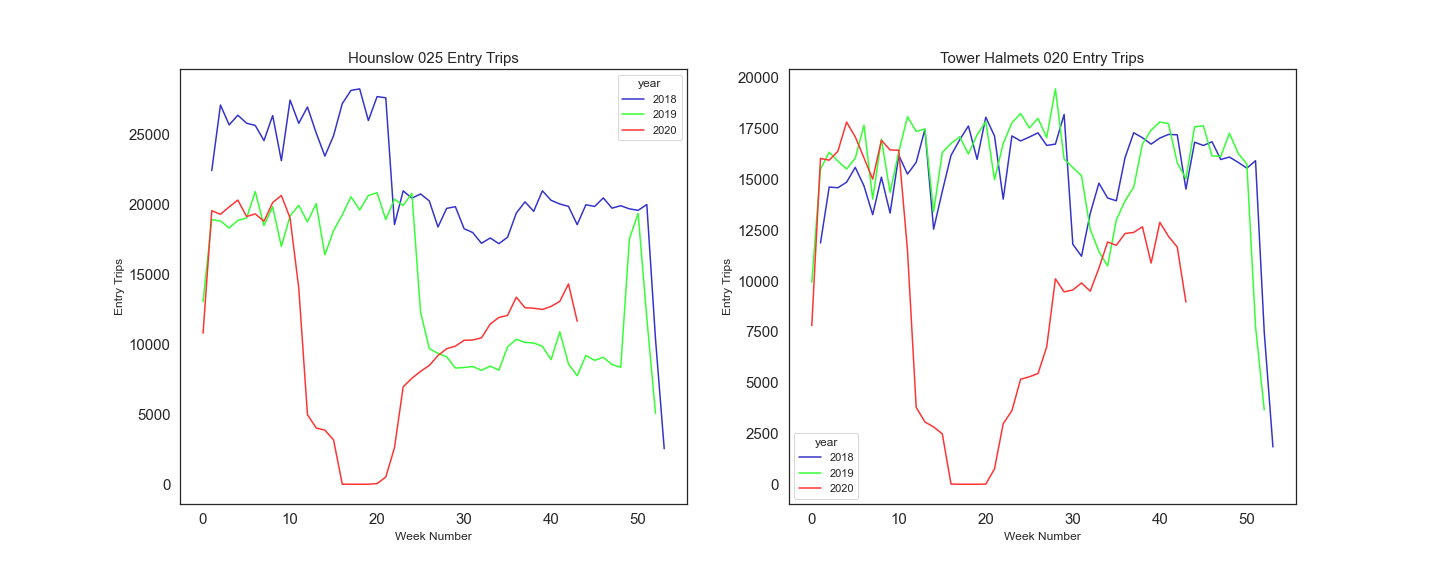 Hounslow 025 Entry Trips
year
2018
2019
2020
25000
20000
15000
10000
5000
0
Entry Trips
0 10 20 30 40 50
Week Number
Tower Halmets 020 Entry Trips
20000
17500
15000
12500
10000
7500
5000
2500
0
Entry Trips
year
2018
2019
2020
0 10 20 30 40 50
Week Number